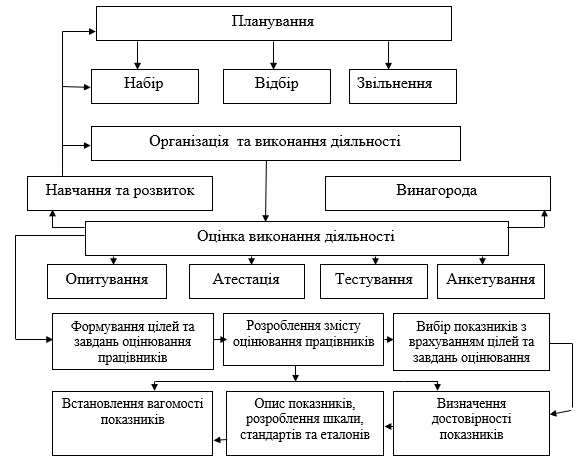 Планування
Набір
Відбір
Звільнення
Організація та виконання діяльності
Навчання та розвиток
Винагорода
Оцінка виконання діяльності
Опитування
Атестація
Тестування
Анкетування
Формування цілей та
завдань оцінювання
працівників
Розроблення змісту
оцінювання працівників
Вибір показників з
врахуванням цілей та
завдань оцінювання
Встановлення вагомості
показників
Опис показників,
розроблення шкали,
стандартів та еталонів
Визначення
достовірності
показників